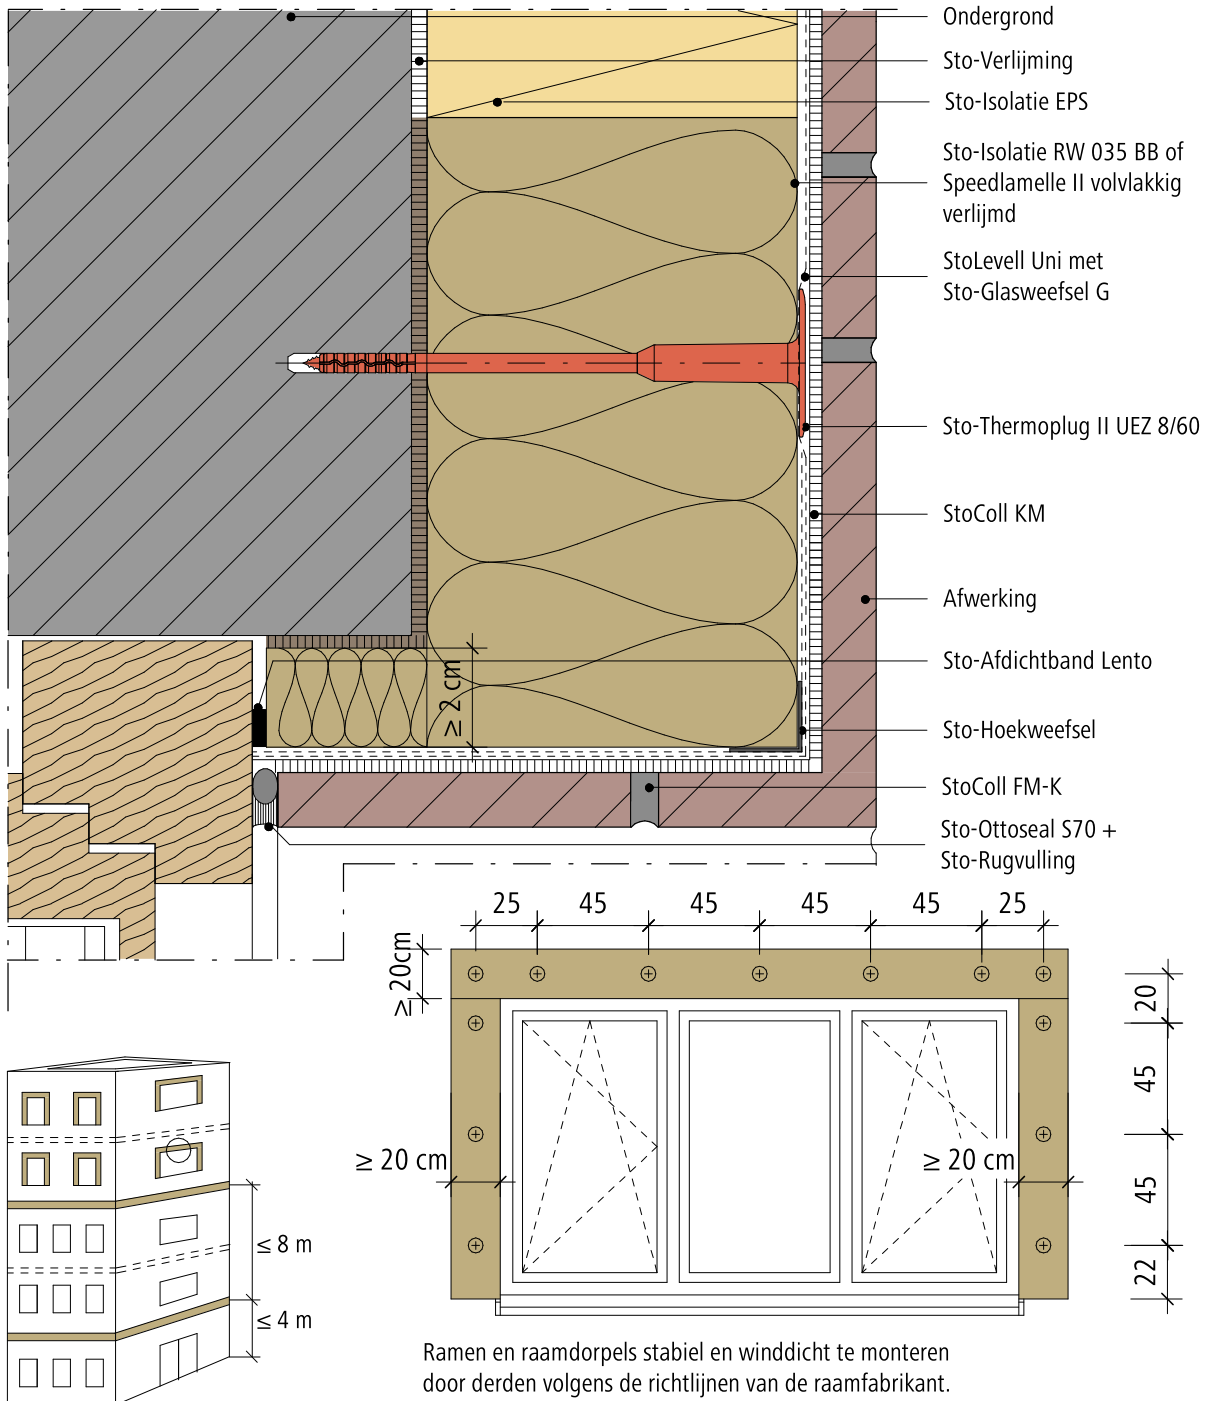 Ondergrond
Sto-Verlijming
Sto-Isolatie EPS
Sto-Isolatie RW 035 BB of
Speedlamelle II volvlakkig
verlijmd
StoLevell Uni met
Sto-Glasweefsel G
Sto-Thermoplug II UEZ 8/60
StoColl KM
Afwerking
Sto-Afdichtband Lento
≥ 2 cm
Sto-Hoekweefsel
StoColl FM-K
Sto-Ottoseal S70 +
Sto-Rugvulling
25 45 45 45 45 25
≥ 20cm
20
45
45
22
≥ 20 cm
≥ 20 cm
≤ 8 m
≤ 4 m
Ramen en raamdorpels stabiel en winddicht te monteren
door derden volgens de richtlijnen van de raamfabrikant.